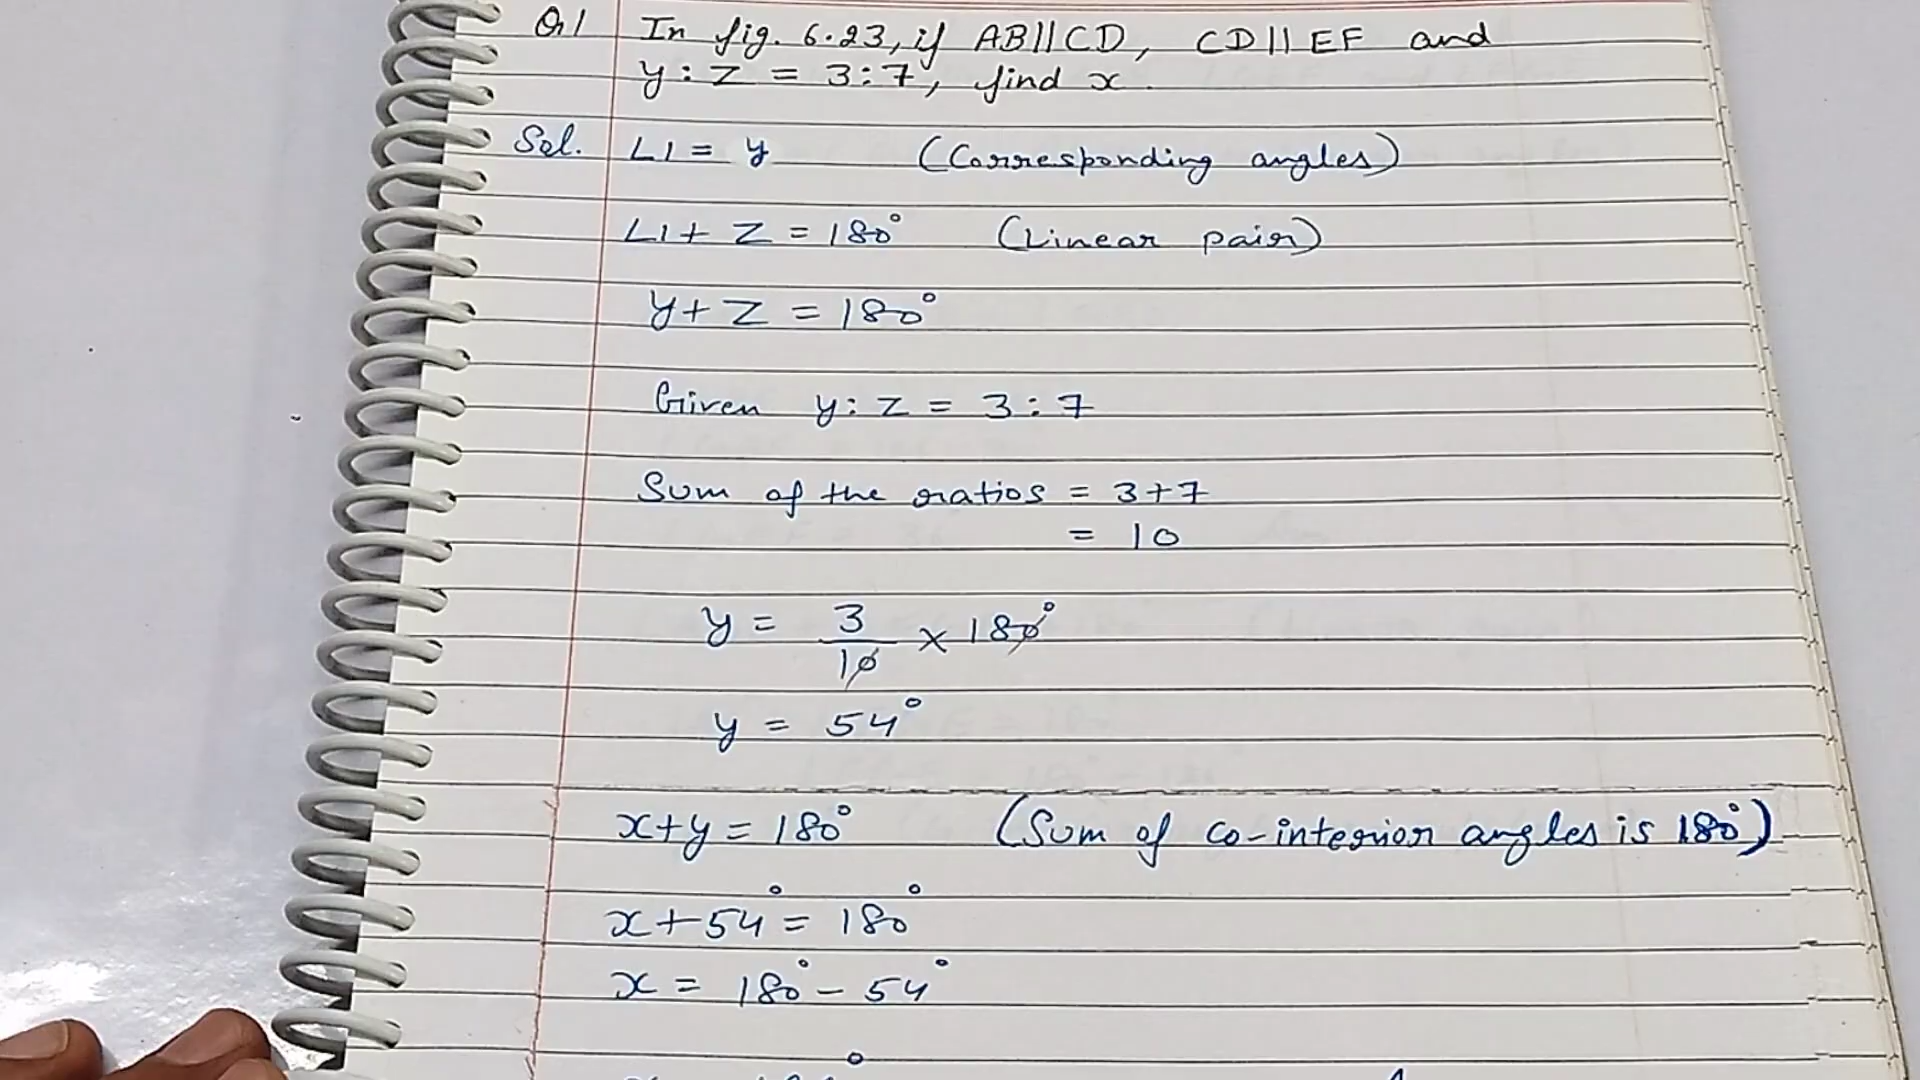 Q.1 In fig. 6.23, if AB||CD, CD||EF and
y : z = 3 : 7, find x.
Sol. ∠1 = y (Corresponding angles)
∠1 + z = 180° (Linear pair)
y + z = 180°
Given y : z = 3 : 7
Sum of the ratios = 3+7
= 10
y = 3/10 × 180°
y = 54°
x + y = 180° (Sum of co-interior angles is 180°)
x + 54° = 180°
x = 180° - 54°